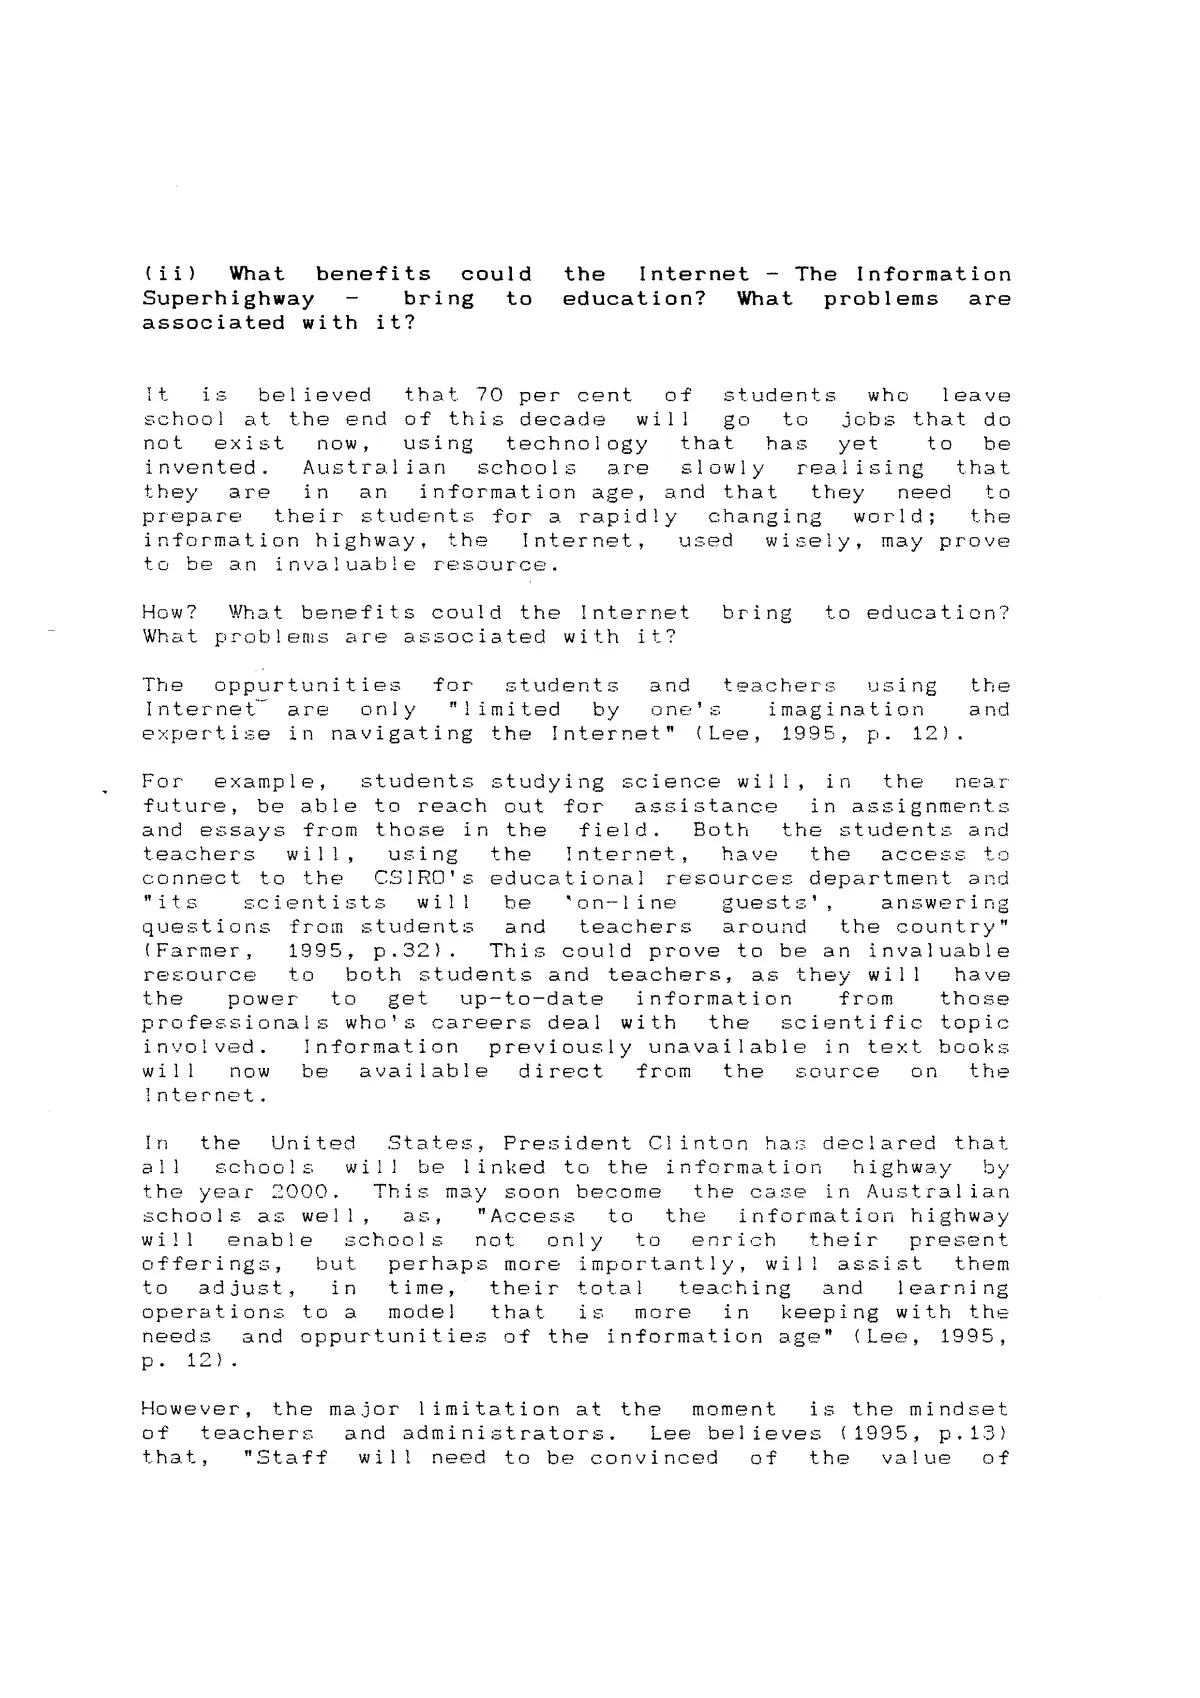 (ii) What benefits could the Internet - The Information
Superhighway - bring to education? What problems are
associated with it?
It is believed that 70 per cent of students who leave
school at the end of this decade will go to jobs that do
not exist now, using technology that has yet to be
invented. Australian schools are slowly realising that
they are in an information age, and that they need to
prepare their students for a rapidly changing world; the
information highway, the Internet, used wisely, may prove
to be an invaluable resource.
How? What benefits could the Internet bring to education?
What problems are associated with it?
The oppurtunities for students and teachers using the
Internet are only "limited by one's imagination and
expertise in navigating the Internet" (Lee, 1995, p. 12).
For example, students studying science will, in the near
future, be able to reach out for assistance in assignments
and essays from those in the field. Both the students and
teachers will, using the Internet, have the access to
connect to the CSIRO's educational resources department and
"its scientists will be 'on-line guests', answering
questions from students and teachers around the country"
(Farmer, 1995, p.32). This could prove to be an invaluable
resource to both students and teachers, as they will have
the power to get up-to-date information from those
professionals who's careers deal with the scientific topic
involved. Information previously unavailable in text books
will now be available direct from the source on the
Internet.
In the United States, President Clinton has declared that
all schools will be linked to the information highway by
the year 2000. This may soon become the case in Australian
schools as well, as, "Access to the information highway
will enable schools not only to enrich their present
offerings, but perhaps more importantly, will assist them
to adjust, in time, their total teaching and learning
operations to a model that is more in keeping with the
needs and oppurtunities of the information age" (Lee, 1995,
p. 12).
However, the major limitation at the moment is the mindset
of teachers and administrators. Lee believes (1995, p.13)
that, "Staff will need to be convinced of the value of